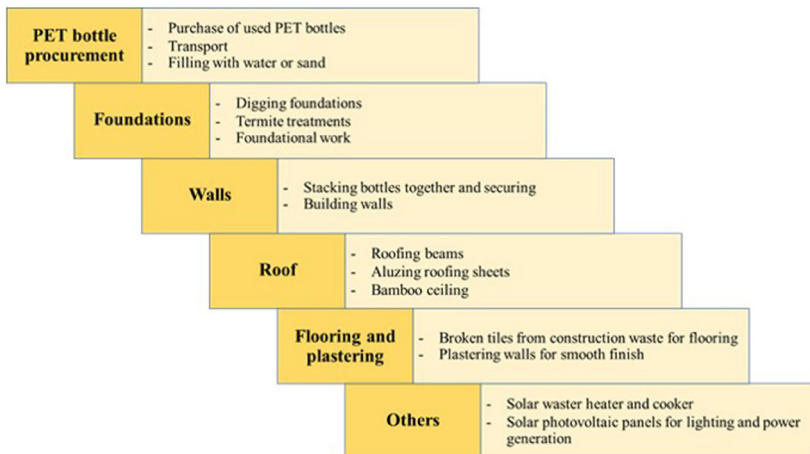 PET bottle
procurement
- Purchase of used PET bottles
- Transport
- Filling with water or sand
Foundations
- Digging foundations
- Termite treatments
- Foundational work
Walls
- Stacking bottles together and securing
- Building walls
Roof
- Roofing beams
- Aluzing roofing sheets
- Bamboo ceiling
Flooring and
plastering
- Broken tiles from construction waste for flooring
- Plastering walls for smooth finish
Others
- Solar waster heater and cooker
- Solar photovoltaic panels for lighting and power
generation